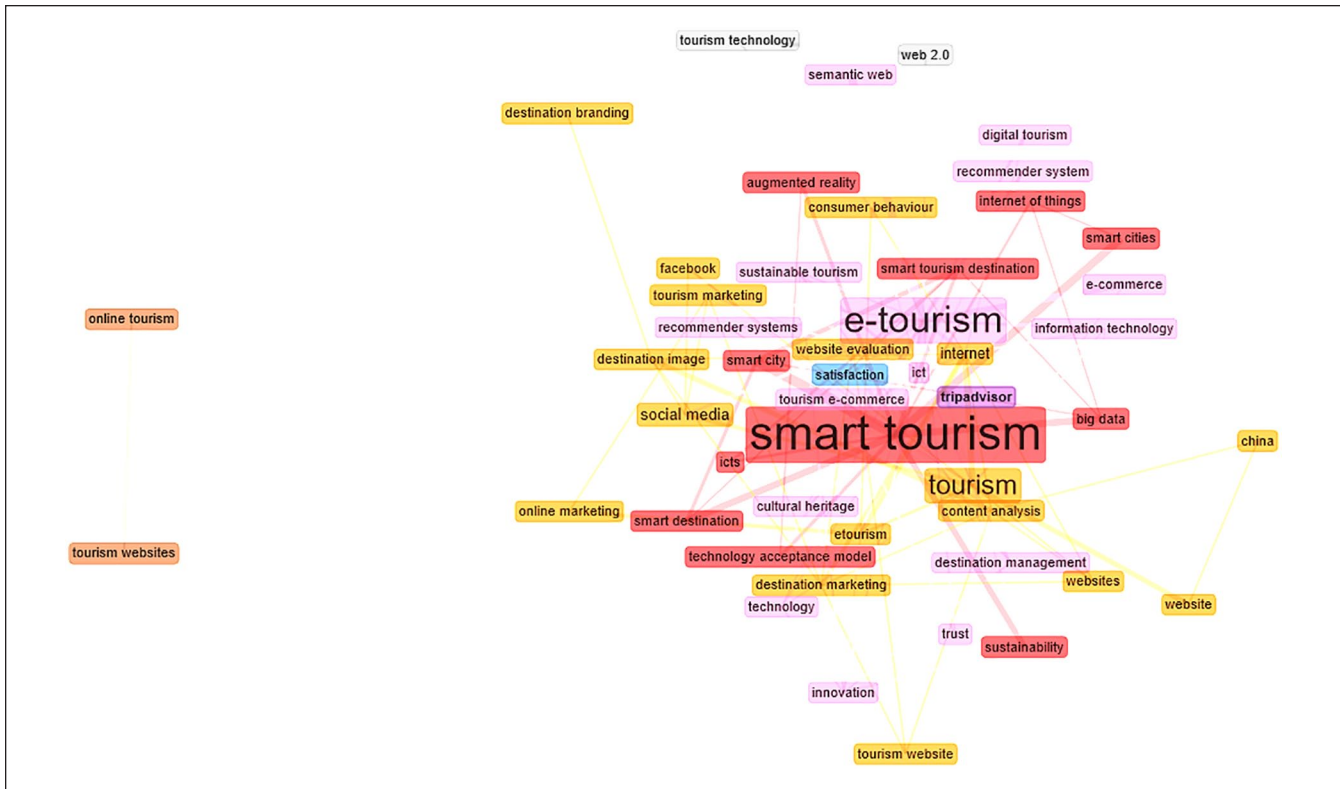 tourism technology
web 2.0
semantic web
destination branding
digital tourism
recommender system
augmented reality
internet of things
consumer behaviour
smart cities
facebook
sustainable tourism
smart tourism destination
e-commerce
tourism marketing
online tourism
e-tourism
recommender systems
information technology
website evaluation
internet
destination image
smart city
satisfaction
ict
tourism e-commerce
tripadvisor
social media
big data
smart tourism
china
icts
tourism
cultural heritage
online marketing
content analysis
smart destination
etourism
tourism websites
technology acceptance model
destination management
destination marketing
websites
technology
website
trust
sustainability
innovation
tourism website